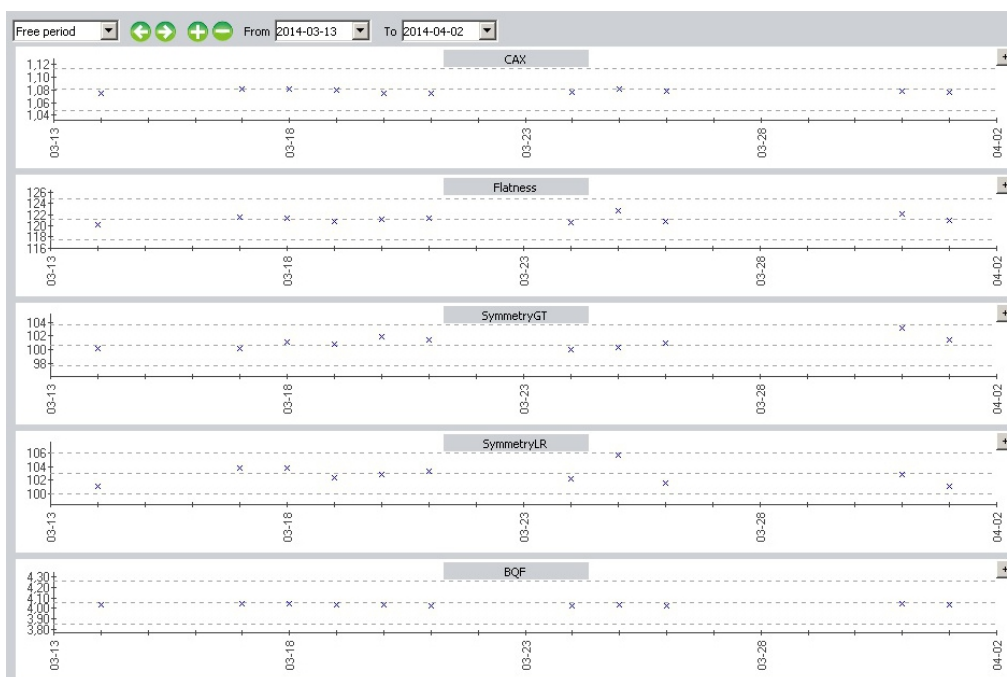 Free period From 2014-03-13 To 2014-04-02
CAX
1,12
1,10
1,08
1,06
1,04
03-13 03-18 03-23 03-28 04-02
Flatness
126
124
122
120
118
116
03-13 03-18 03-23 03-28 04-02
SymmetryGT
104
102
100
98
03-13 03-18 03-23 03-28 04-02
SymmetryLR
106
104
102
100
03-13 03-18 03-23 03-28 04-02
BQF
4,30
4,20
4,10
4,00
3,90
3,80
03-13 03-18 03-23 03-28 04-02